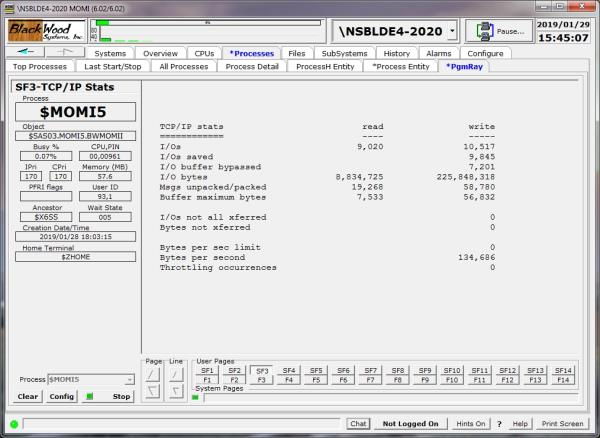 \NSBLDE4-2020 MOMI (6.02/6.02)
BlackWood
Systems, Inc.
80
40
\NSBLDE4-2020
Pause...
2019/01/29
15:45:07
Systems Overview CPUs *Processes Files SubSystems History Alarms Configure
Top Processes Last Start/Stop All Processes Process Detail ProcessH Entity *Process Entity *PgmRay
SF3-TCP/IP Stats
Process
$MOMI5
Object
$SAS03.MOMI5.BWMOMII
Busy % CPU,PIN
0.07% 00,00961
IPri CPri Memory (MB)
170 170 57.6
PFRI flags User ID
93,1
Ancestor Wait State
$X6SS 005
Creation Date/Time
2019/01/28 18:03:15
Home Terminal
$ZHOME
TCP/IP stats read write
============ ---- -----
I/Os 9,020 10,517
I/Os saved 9,845
I/O buffer bypassed 7,201
I/O bytes 8,834,725 225,848,318
Msgs unpacked/packed 19,268 58,780
Buffer maximum bytes 7,533 56,832
I/Os not all xferred 0
Bytes not xferred 0
Bytes per sec limit 0
Bytes per second 134,686
Throttling occurrences 0
Process $MOMI5
Clear Config Stop
Page Line User Pages
SF1 SF2 SF3 SF4 SF5 SF6 SF7 SF8 SF9 SF10 SF11 SF12 SF13 SF14
F1 F2 F3 F4 F5 F6 F7 F8 F9 F10 F11 F12 F13 F14
System Pages
Chat Not Logged On Hints On ? Help Print Screen